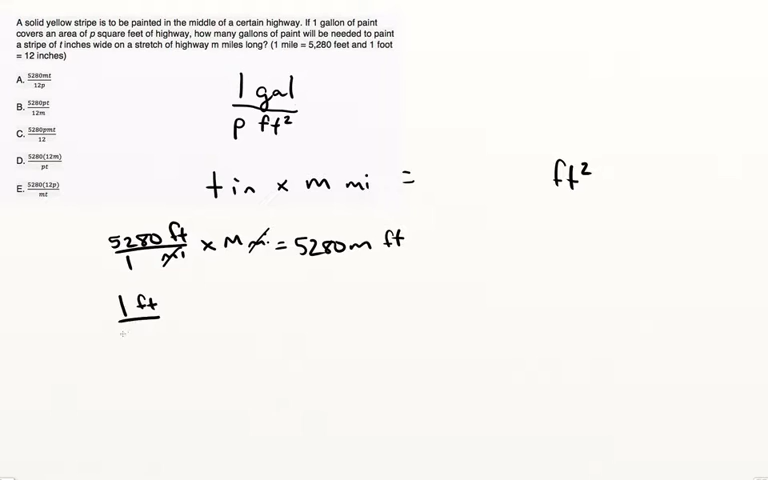 A solid yellow stripe is to be painted in the middle of a certain highway. If 1 gallon of paint
covers an area of p square feet of highway, how many gallons of paint will be needed to paint
a stripe of t inches wide on a stretch of highway m miles long? (1 mile = 5,280 feet and 1 foot
= 12 inches)
A. 5280mt/12p
B. 5280pt/12m
C. 5280pmt/12
D. 5280(12m)/pt
E. 5280(12p)/mt
1 gal
p ft²
t in × m mi = ft²
5280 ft/1 mi × m mi = 5280m ft
1 ft